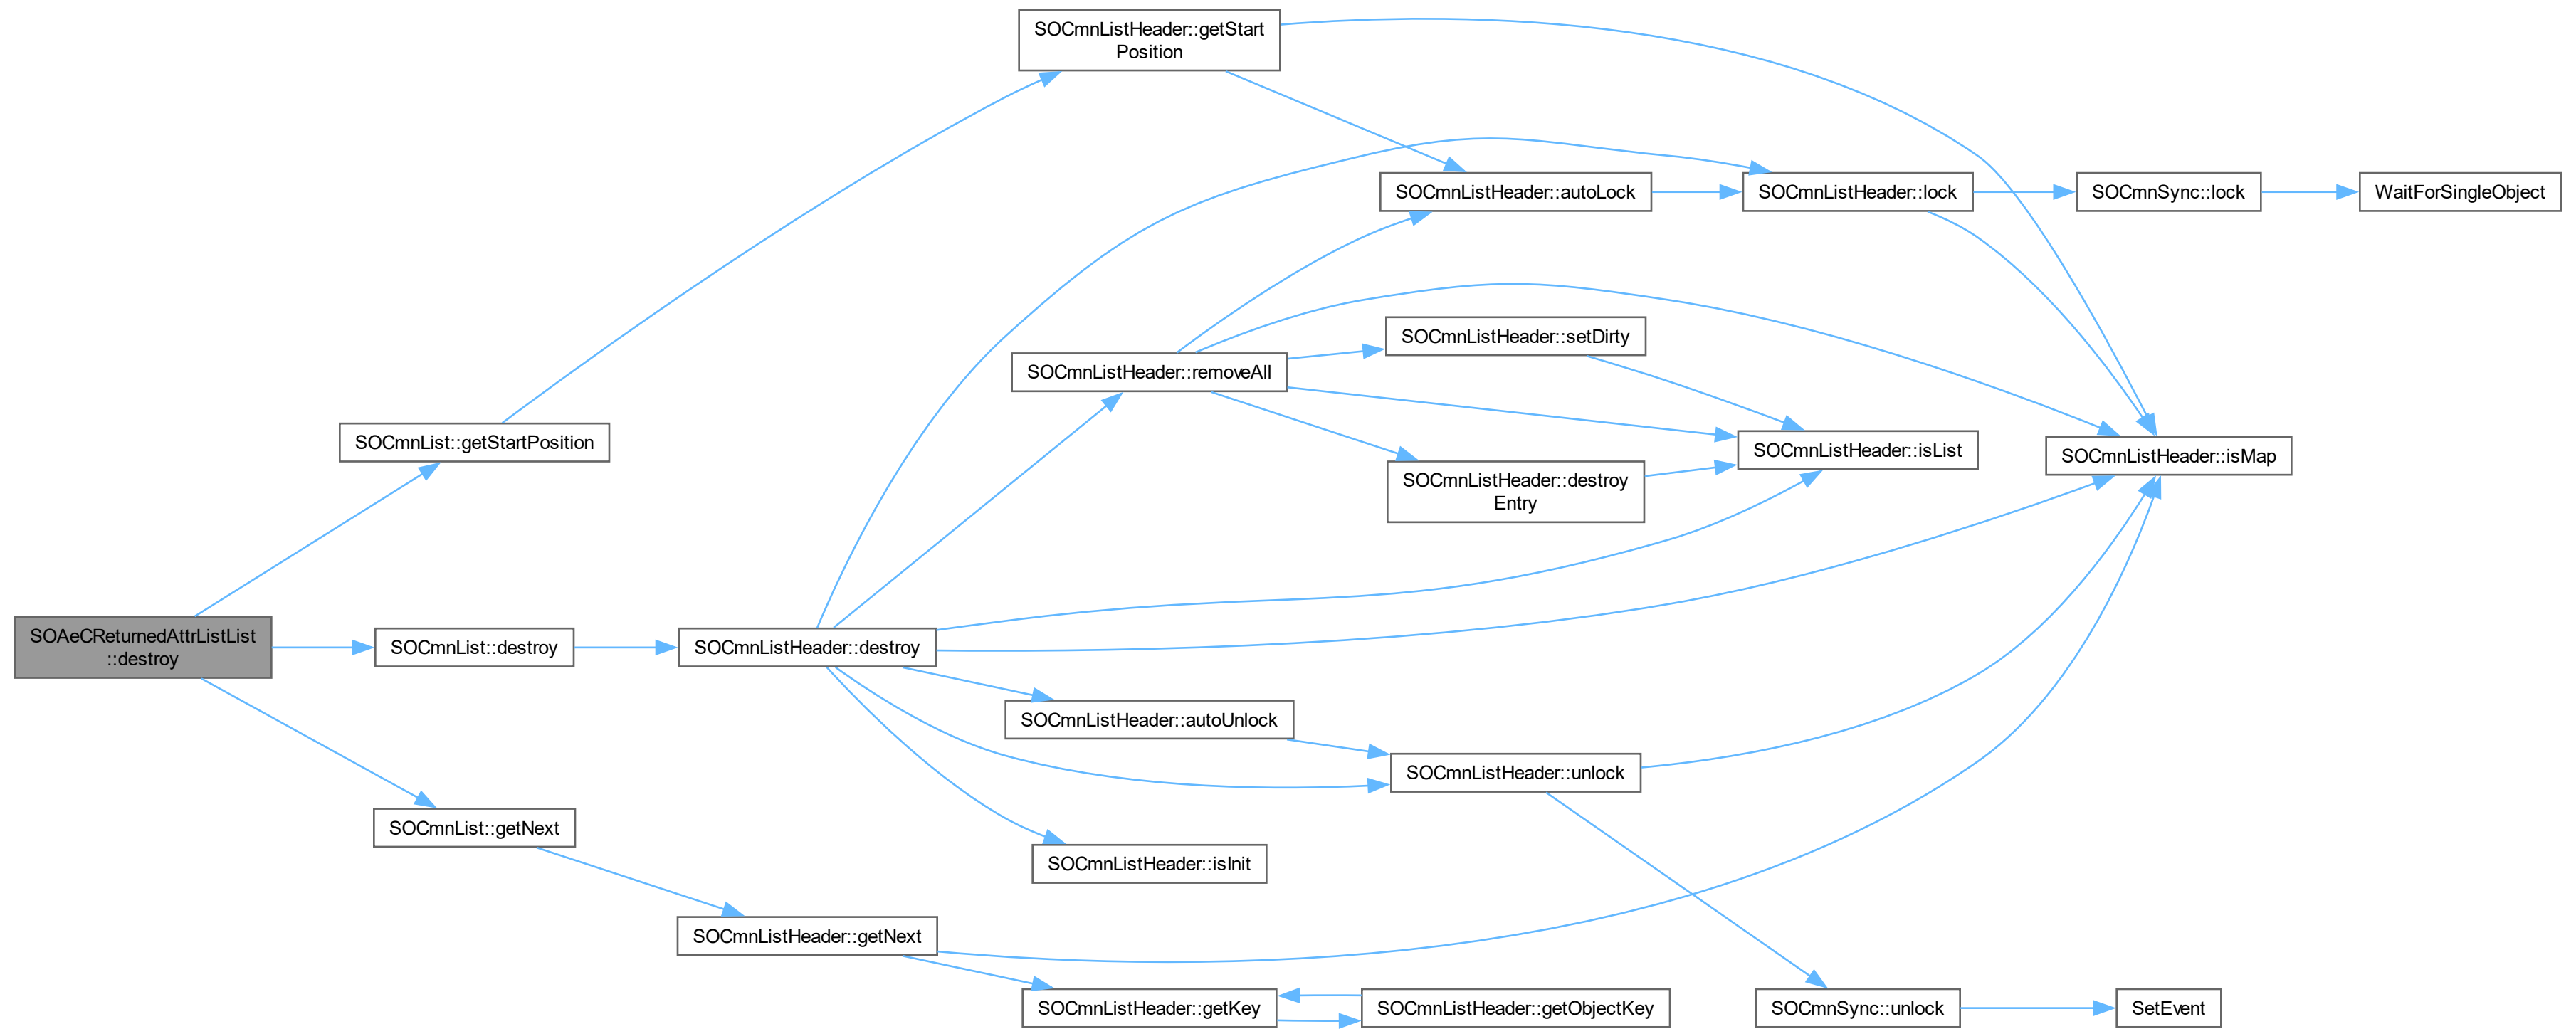 SOCmnListHeader::getStart
Position
SOCmnListHeader::autoLock
SOCmnListHeader::lock
SOCmnSync::lock
WaitForSingleObject
SOCmnListHeader::setDirty
SOCmnListHeader::removeAll
SOCmnList::getStartPosition
SOCmnListHeader::isList
SOCmnListHeader::isMap
SOCmnListHeader::destroy
Entry
SOAeCReturnedAttrListList
::destroy
SOCmnList::destroy
SOCmnListHeader::destroy
SOCmnListHeader::autoUnlock
SOCmnListHeader::unlock
SOCmnList::getNext
SOCmnListHeader::isInit
SOCmnListHeader::getNext
SOCmnListHeader::getKey
SOCmnListHeader::getObjectKey
SOCmnSync::unlock
SetEvent